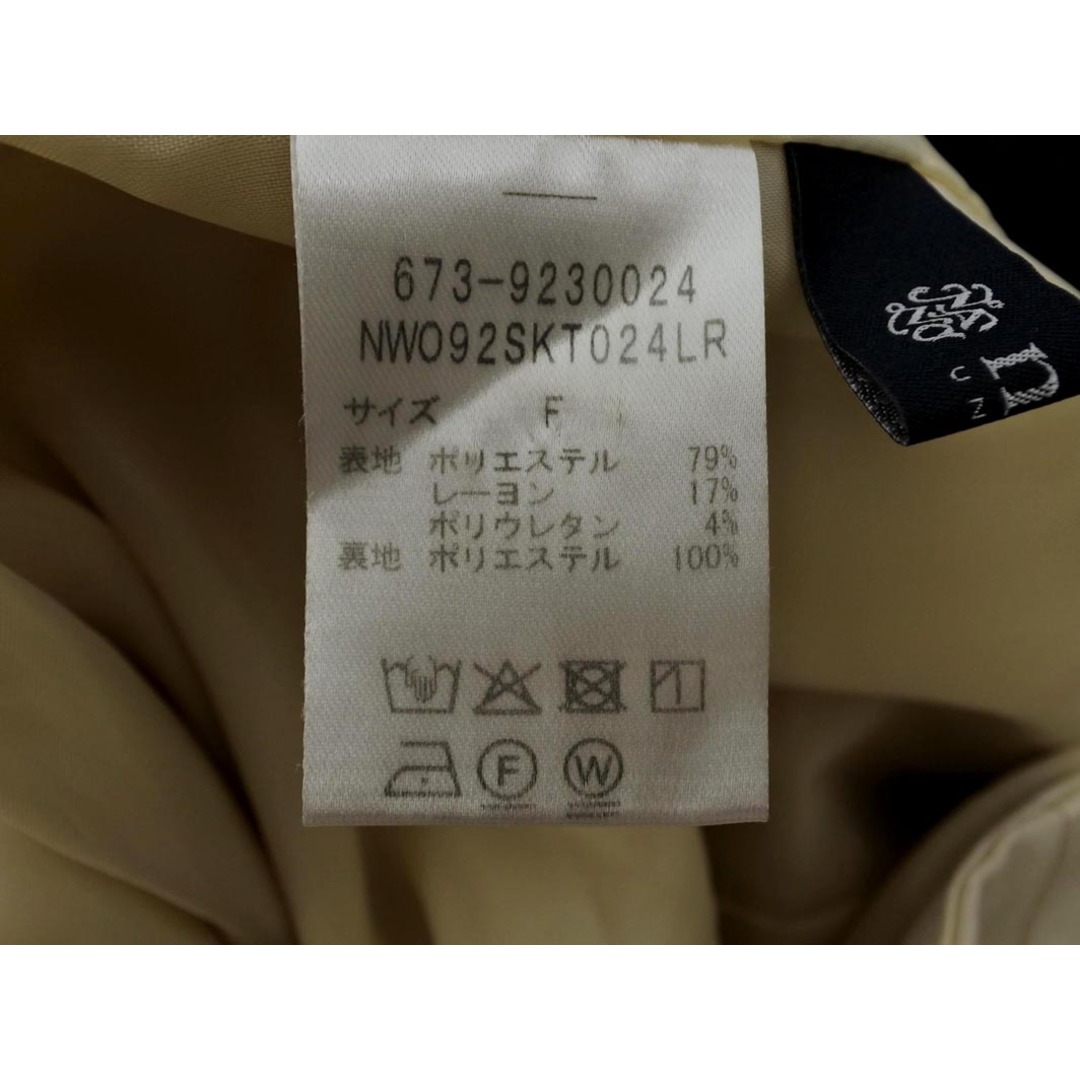 673-9230024
NW092SKT024LR
サイズ F
表地 ポリエステル 79%
レーヨン 17%
ポリウレタン 4%
裏地 ポリエステル 100%
F
W